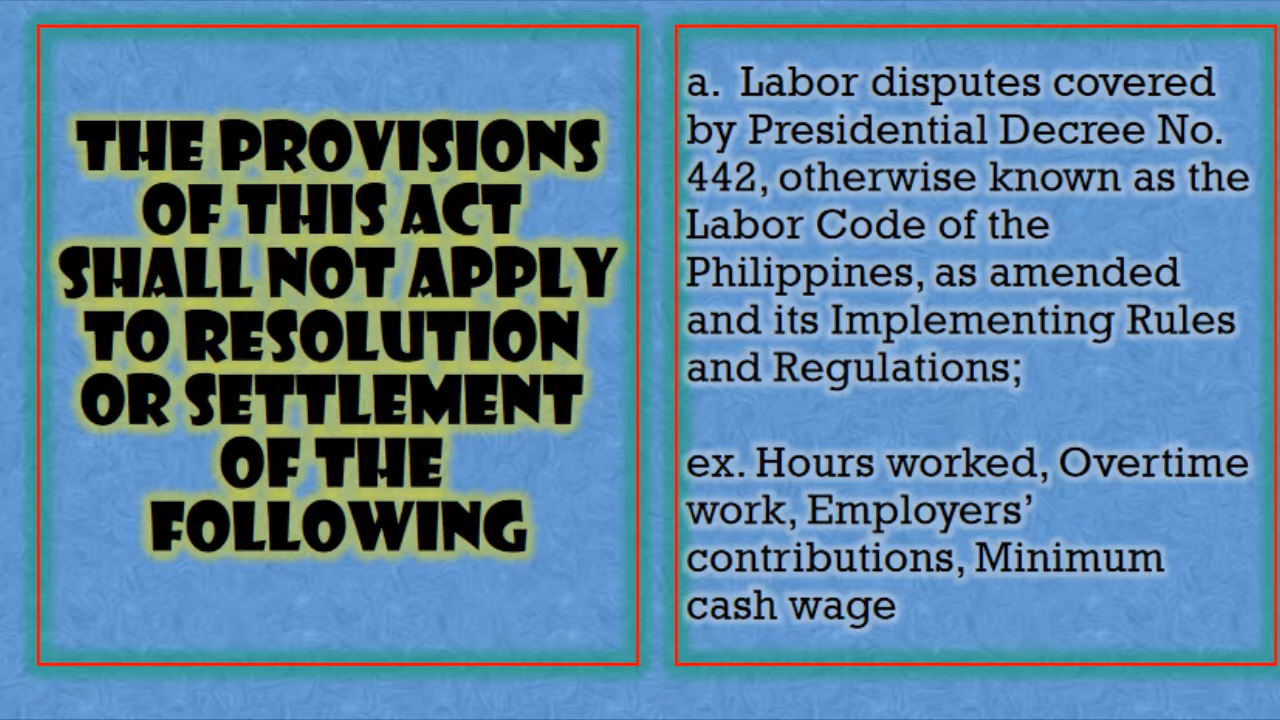 THE PROVISIONS
OF THIS ACT
SHALL NOT APPLY
TO RESOLUTION
OR SETTLEMENT
OF THE
FOLLOWING
a. Labor disputes covered
by Presidential Decree No.
442, otherwise known as the
Labor Code of the
Philippines, as amended
and its Implementing Rules
and Regulations;
ex. Hours worked, Overtime
work, Employers’
contributions, Minimum
cash wage